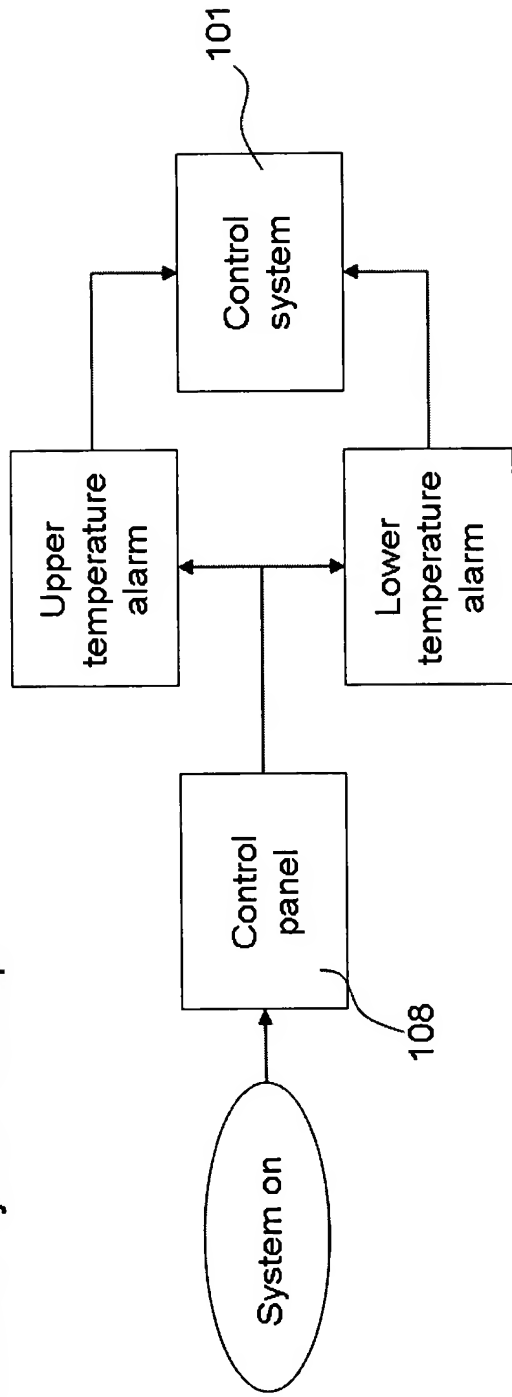 System on
Control
panel
108
Upper
temperature
alarm
Lower
temperature
alarm
Control
system
101